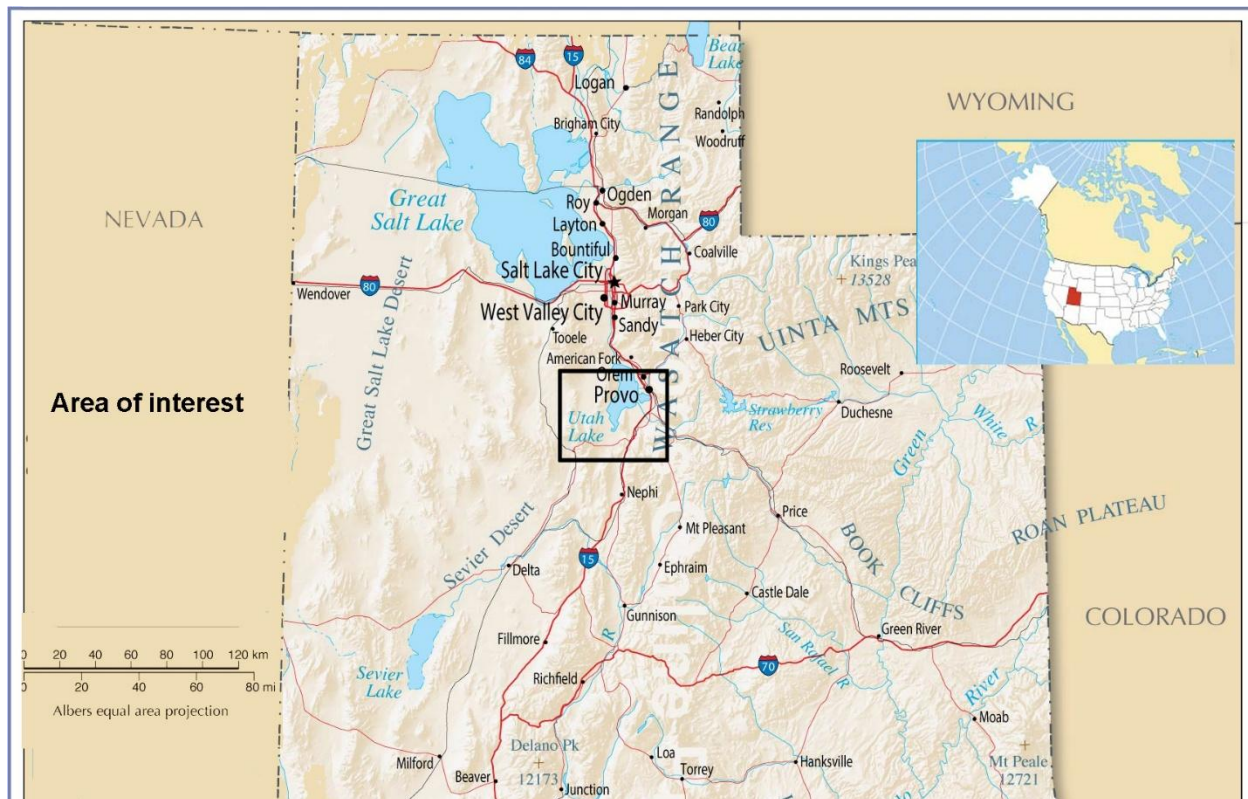 84
15
Bear
Lake
Logan
WYOMING
Randolph
Brigham City
Woodruff
WASATCH RANGE
Great
Salt Lake
Ogden
Roy
NEVADA
Morgan
Layton
80
Bountiful
Coalville
Kings Pea
13528
Salt Lake City
80
Wendover
West Valley City
Murray
Park City
Sandy
Tooele
Heber City
UINTA MTS
Great Salt Lake Desert
American Fork
Orem
Roosevelt
Area of interest
Provo
Strawberry
Res
Duchesne
Utah
Lake
Green
White R
Nephi
Price
ROAN PLATEAU
Mt Pleasant
BOOK
CLIFFS
Sevier Desert
15
Delta
Ephraim
Castle Dale
Gunnison
COLORADO
R
San Rafael R
Green River
Fillmore
0 40 80 120 km
0 20 40 60 80 mi
Albers equal area projection
Sevier
Lake
70
Richfield
River
Moab
Delano Pk
12173
Loa
Hanksville
Mt Peale
12721
Milford
Beaver
Torrey
Junction